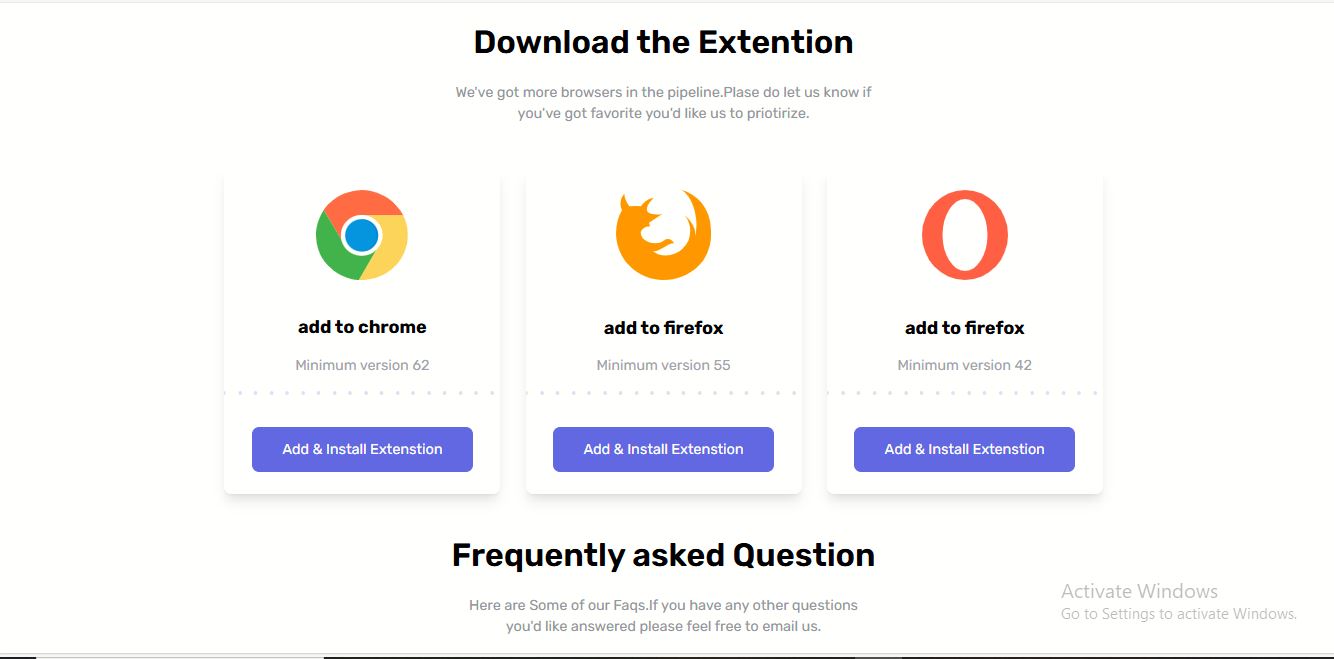 Download the Extention
We've got more browsers in the pipeline.Plase do let us know if
you've got favorite you'd like us to priotirize.
add to chrome
Minimum version 62
Add & Install Extenstion
add to firefox
Minimum version 55
Add & Install Extenstion
add to firefox
Minimum version 42
Add & Install Extenstion
Frequently asked Question
Here are Some of our Faqs.If you have any other questions
you'd like answered please feel free to email us.
Activate Windows
Go to Settings to activate Windows.